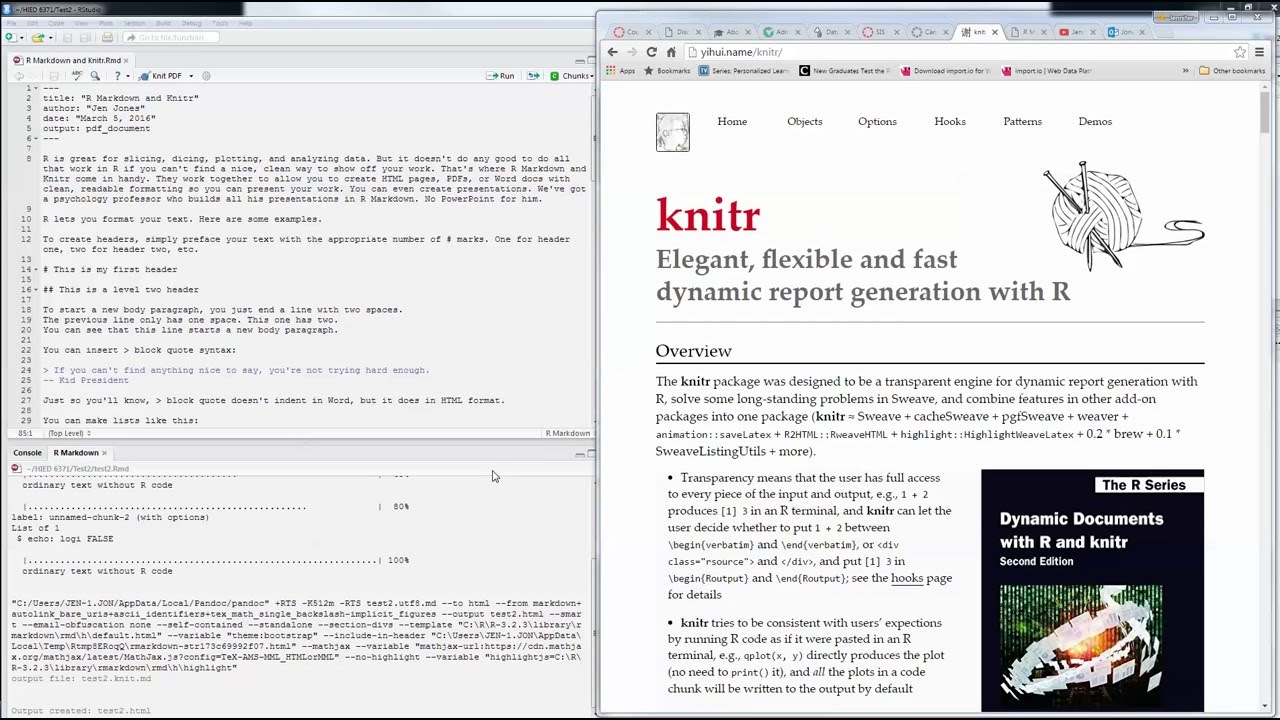 ~/HIED 6371/Test2 - RStudio
File Edit Code View Plots Session Build Debug Tools Help
Go to file/function
R Markdown and Knitr.Rmd
Knit PDF
Run
Chunks
1 ---
2 title: "R Markdown and Knitr"
3 author: "Jen Jones"
4 date: "March 5, 2016"
5 output: pdf_document
6 ---
7
8 R is great for slicing, dicing, plotting, and analyzing data. But it doesn't do any good to do all
that work in R if you can't find a nice, clean way to show off your work. That's where R Markdown and
Knitr come in handy. They work together to allow you to create HTML pages, PDFs, or Word docs with
clean, readable formatting so you can present your work. You can even create presentations. We've got
a psychology professor who builds all his presentations in R Markdown. No PowerPoint for him.
9
10 R lets you format your text. Here are some examples.
11
12 To create headers, simply preface your text with the appropriate number of # marks. One for header
one, two for header two, etc.
13
14 # This is my first header
15
16 ## This is a level two header
17
18 To start a new body paragraph, you just end a line with two spaces.
19 The previous line only has one space. This one has two.
20 You can see that this line starts a new body paragraph.
21
22 You can insert > block quote syntax:
23
24 > If you can't find anything nice to say, you're not trying hard enough.
25 -- Kid President
26
27 Just so you'll know, > block quote doesn't indent in Word, but it does in HTML format.
28
29 You can make lists like this:
85:1 (Top Level) R Markdown
Console R Markdown
~/HIED 6371/Test2/test2.Rmd
ordinary text without R code
|...................................................... | 80%
label: unnamed-chunk-2 (with options)
List of 1
$ echo: logi FALSE
|.................................................................| 100%
ordinary text without R code
"C:/Users/JEN~1.JON/AppData/Local/Pandoc/pandoc" +RTS -K512m -RTS test2.utf8.md --to html --from markdown+
autolink_bare_uris+ascii_identifiers+tex_math_single_backslash-implicit_figures --output test2.html --smar
t --email-obfuscation none --self-contained --standalone --section-divs --template "C:\R\R-3.2.3\library\r
markdown\rmd\h\default.html" --variable "theme:bootstrap" --include-in-header "C:\Users\JEN~1.JON\AppData\
Local\Temp\Rtmp8ERoqQ\rmarkdown-str173c69992f07.html" --mathjax --variable "mathjax-url:https://cdn.mathj
ax.org/mathjax/latest/MathJax.js?config=TeX-AMS-MML_HTMLorMML" --no-highlight --variable "highlightjs=C:\R\
R-3.2.3\library\rmarkdown\rmd\h\highlight"
output file: test2.knit.md
Output created: test2.html
yihui.name/knitr/
Apps Bookmarks Series: Personalized Learn New Graduates Test the R Download import.io for Import.io | Web Data Plat Other bookmarks
Home Objects Options Hooks Patterns Demos
knitr
Elegant, flexible and fast
dynamic report generation with R
Overview
The knitr package was designed to be a transparent engine for dynamic report generation with
R, solve some long-standing problems in Sweave, and combine features in other add-on
packages into one package (knitr ≈ Sweave + cacheSweave + pgfSweave + weaver +
animation::saveLatex + R2HTML::RweaveHTML + highlight::HighlightWeaveLatex + 0.2 * brew + 0.1 *
SweaveListingUtils + more).
• Transparency means that the user has full access
to every piece of the input and output, e.g., 1 + 2
produces [1] 3 in an R terminal, and knitr can let the
user decide whether to put 1 + 2 between
\begin{verbatim} and \end{verbatim}, or <div
class="rsource"> and </div>, and put [1] 3 in
\begin{Routput} and \end{Routput}; see the hooks page
for details
• knitr tries to be consistent with users' expections
by running R code as if it were pasted in an R
terminal, e.g., qplot(x, y) directly produces the plot
(no need to print() it), and all the plots in a code
chunk will be written to the output by default
The R Series
Dynamic Documents
with R and knitr
Second Edition